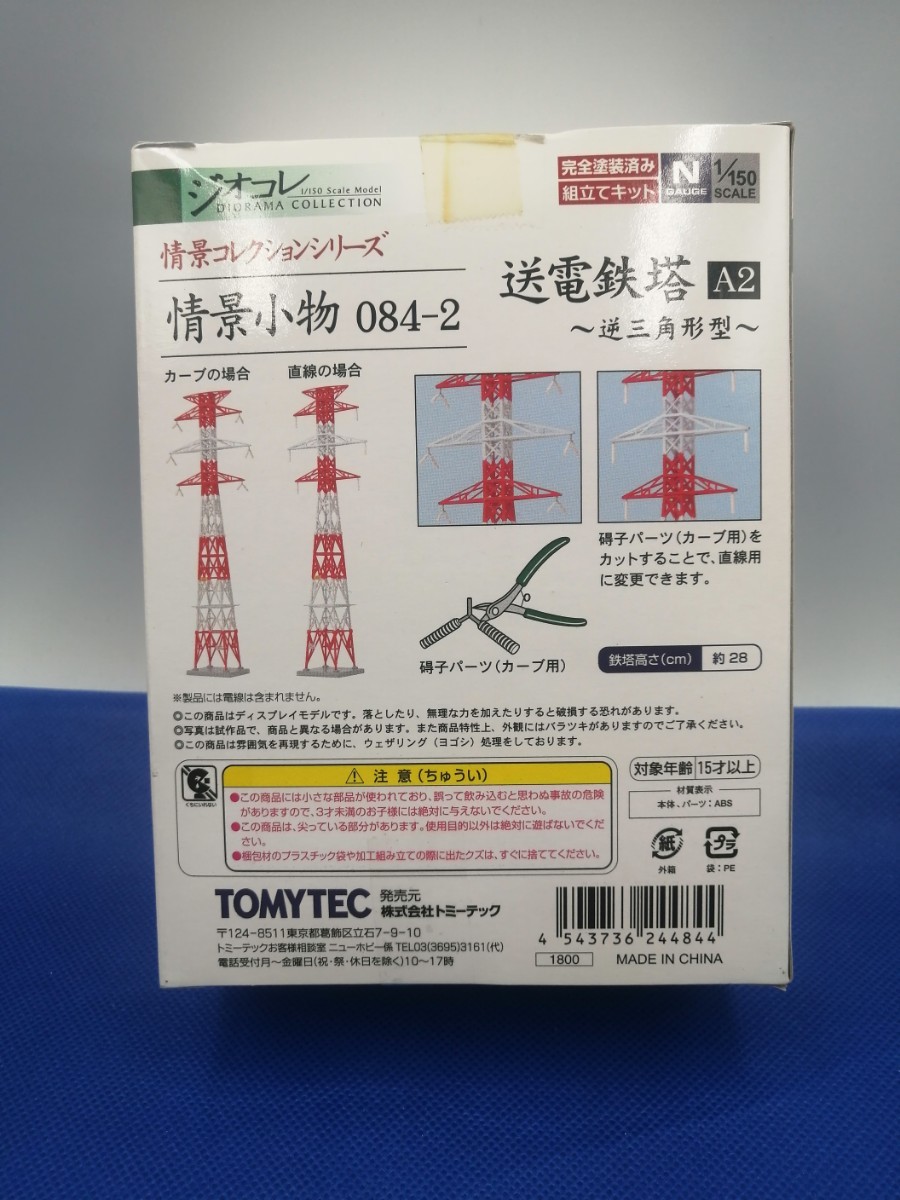 ジオコレ
1/150 Scale Model
DIORAMA COLLECTION
完全塗装済み
組立てキット
N
GAUGE
1/150
SCALE
情景コレクションシリーズ
情景小物 084-2
送電鉄塔 A2
～逆三角形型～
カーブの場合
直線の場合
碍子パーツ(カーブ用)を
カットすることで、直線用
に変更できます。
碍子パーツ(カーブ用)
鉄塔高さ(cm) 約28
※製品には電線は含まれません。
◎この商品はディスプレイモデルです。落としたり、無理な力を加えたりすると破損する恐れがあります。
◎写真は試作品で、商品と異なる場合があります。また商品特性上、外観にはバラツキがありますのでご了承ください。
◎この商品は雰囲気を再現するために、ウェザリング(ヨゴシ)処理をしております。
くちにいれない
⚠ 注意(ちゅうい)
●この商品には小さな部品が使われており、誤って飲み込むと思わぬ事故の危険
がありますので、3才未満のお子様には絶対に与えないでください。
●この商品は、尖っている部分があります。使用目的以外は絶対に遊ばないでくだ
さい。
●梱包材のプラスチック袋や加工組み立ての際に出たクズは、すぐに捨ててください。
対象年齢 15才以上
材質表示
本体、パーツ:ABS
紙
外箱
プラ
袋:PE
TOMYTEC
発売元
株式会社トミーテック
〒124-8511東京都葛飾区立石7-9-10
トミーテックお客様相談室 ニューホビー係 TEL03(3695)3161(代)
電話受付月～金曜日(祝・祭・休日を除く)10～17時
4 543736 244844
1800
MADE IN CHINA